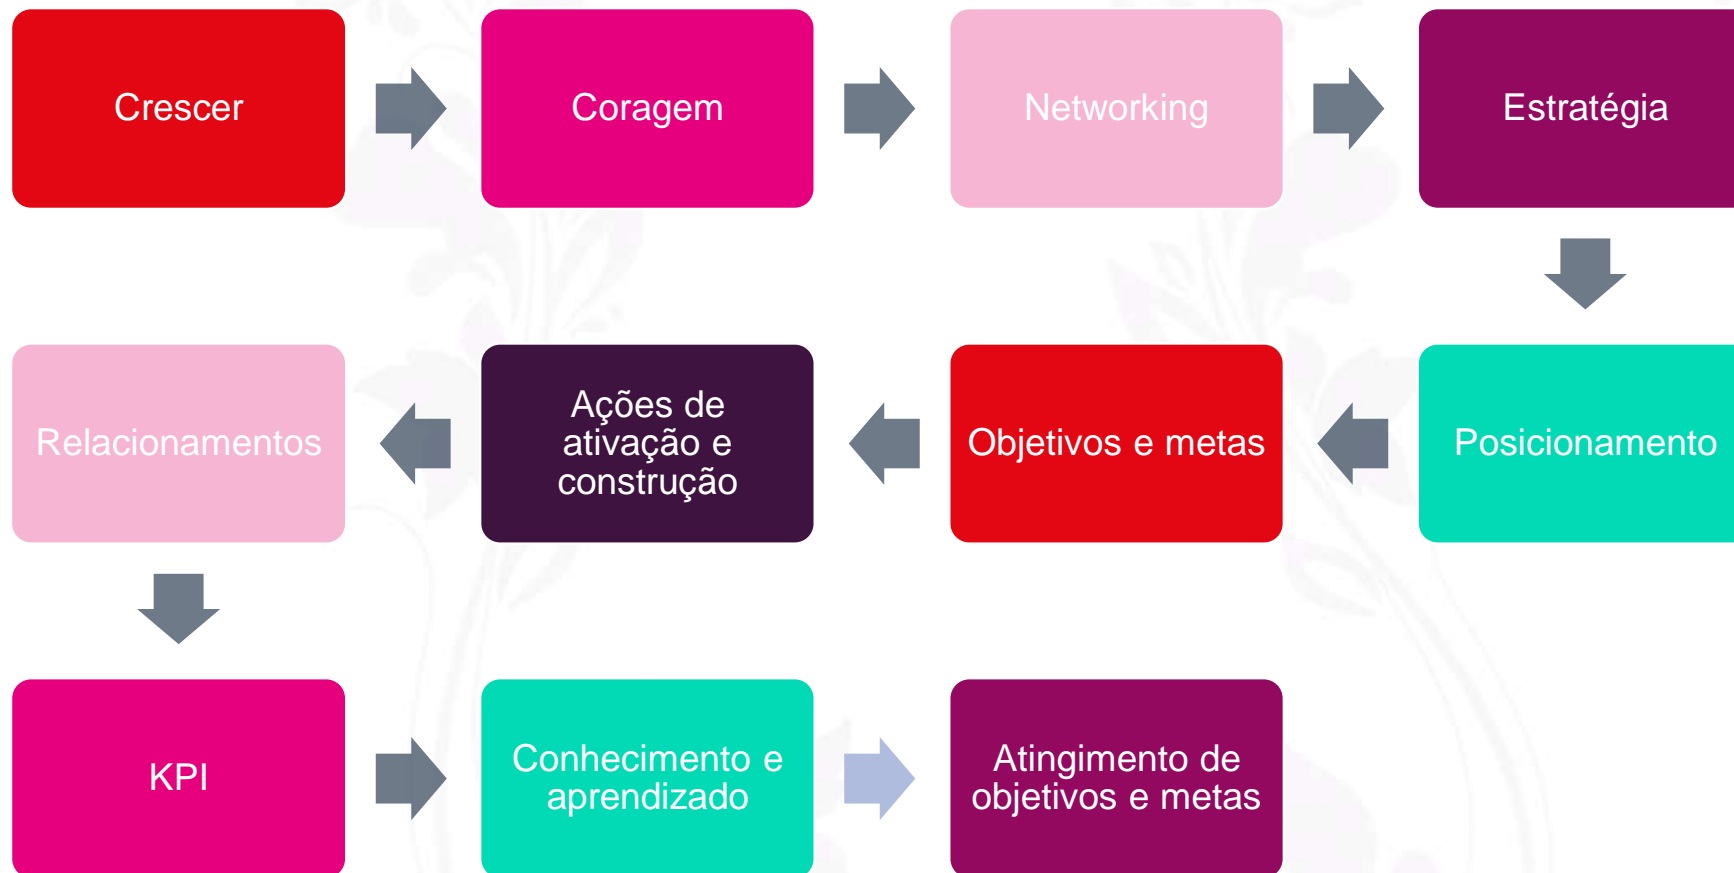 Crescer
Coragem
Networking
Estratégia
Relacionamentos
Ações de
ativação e
construção
Objetivos e metas
Posicionamento
KPI
Conhecimento e
aprendizado
Atingimento de
objetivos e metas